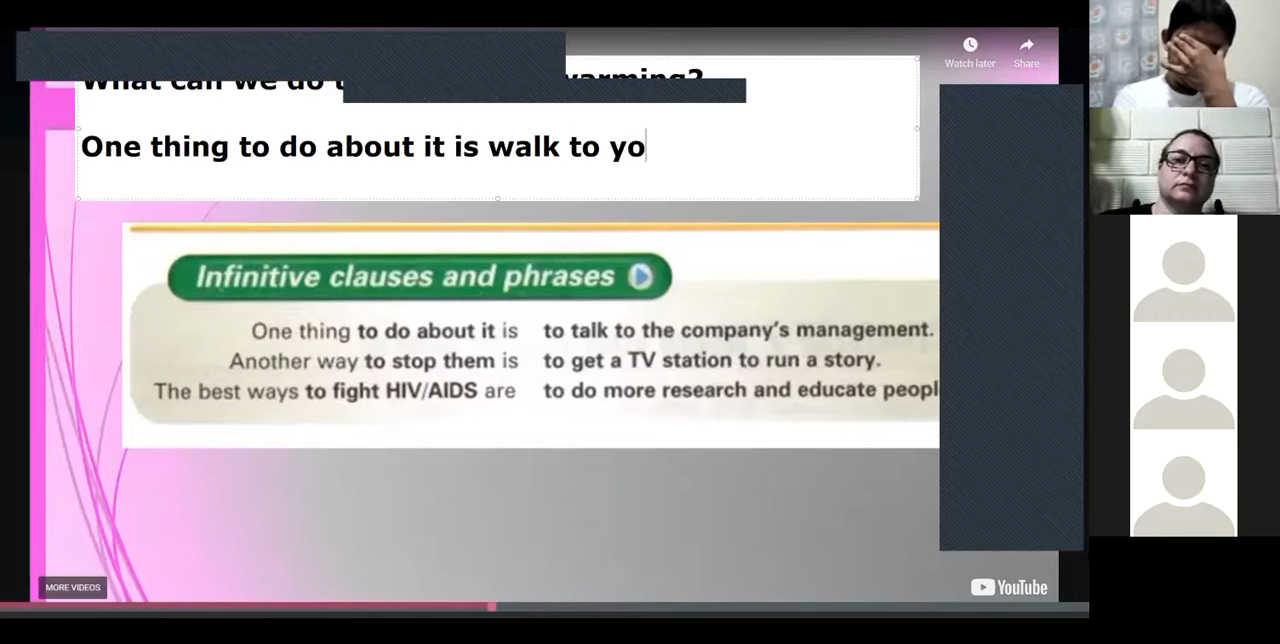 Watch later
Share
What can we do warming?
One thing to do about it is walk to yo
Infinitive clauses and phrases
One thing to do about it is to talk to the company's management.
Another way to stop them is to get a TV station to run a story.
The best ways to fight HIV/AIDS are to do more research and educate peopl
MORE VIDEOS
YouTube